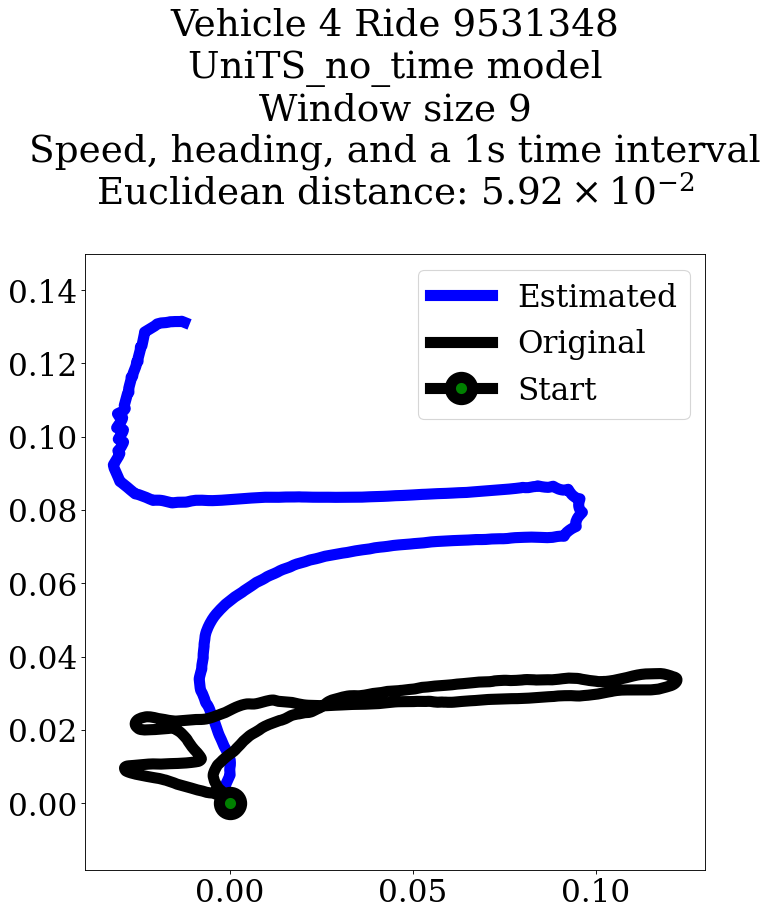 Vehicle 4 Ride 9531348
UniTS_no_time model
Window size 9
Speed, heading, and a 1s time interval
Euclidean distance: 5.92 × 10⁻²
Estimated
Original
Start
0.14
0.12
0.10
0.08
0.06
0.04
0.02
0.00
0.00 0.05 0.10